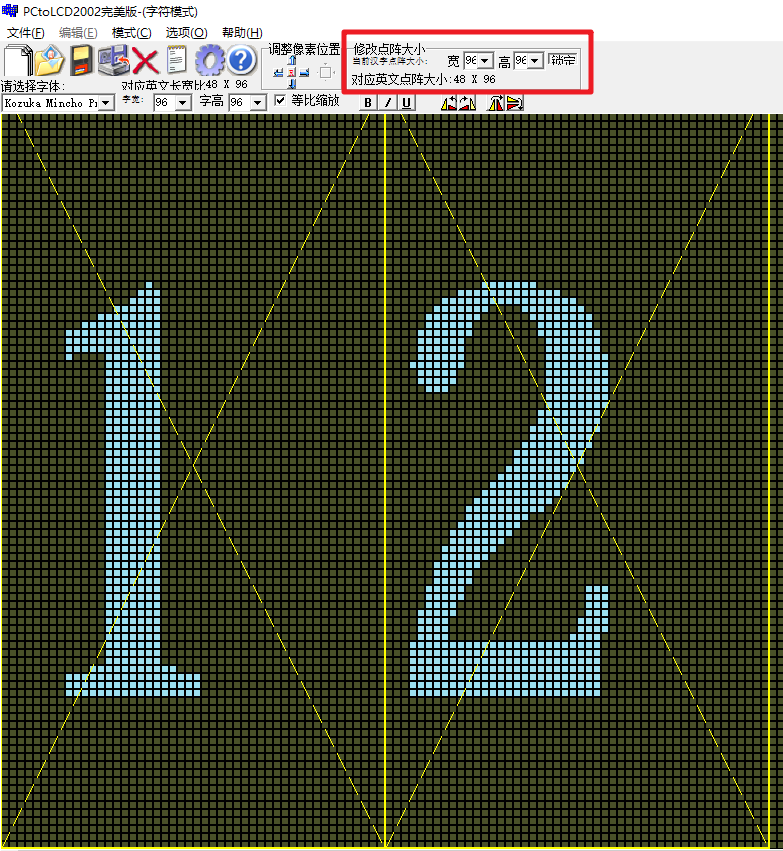 PCtoLCD2002完美版-(字符模式)
文件(F) 编辑(E) 模式(C) 选项(O) 帮助(H)
调整像素位置 修改点阵大小
当前汉字点阵大小: 宽 96 高 96 锁定
请选择字体: 对应英文长宽比48 X 96 对应英文点阵大小:48 X 96
Kozuka Mincho Pr 字宽: 96 字高 96 等比缩放 B I U
12